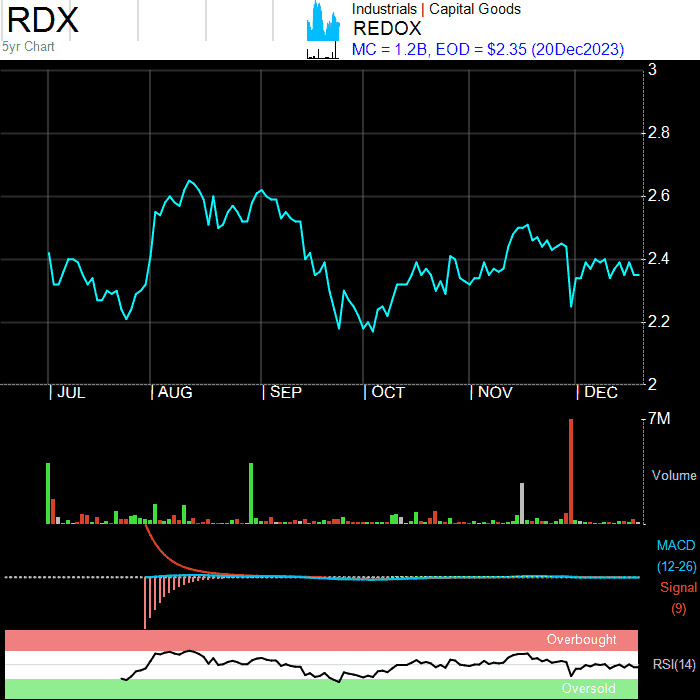 RDX
5yr Chart
Industrials | Capital Goods
REDOX
MC = 1.2B, EOD = $2.35 (20Dec2023)
3
2.8
2.6
2.4
2.2
2
| JUL | AUG | SEP | OCT | NOV | DEC
7M
Volume
MACD
(12-26)
Signal
(9)
Overbought
RSI(14)
Oversold